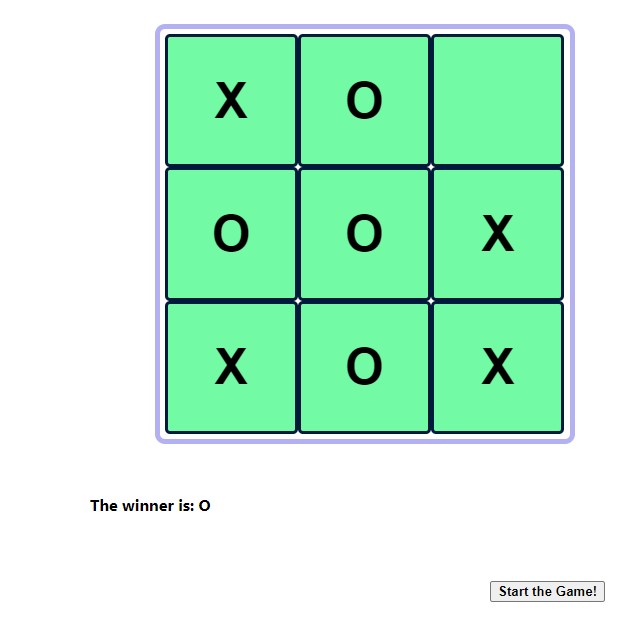 X O
O O X
X O X
The winner is: O
Start the Game!